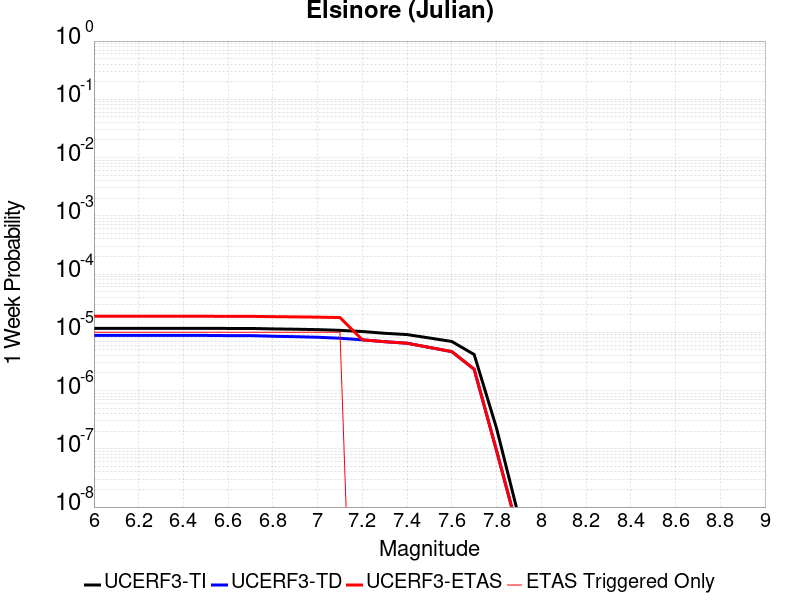 Elsinore (Julian)
10^0
10^-1
10^-2
10^-3
10^-4
10^-5
10^-6
10^-7
10^-8
1 Week Probability
6 6.2 6.4 6.6 6.8 7 7.2 7.4 7.6 7.8 8 8.2 8.4 8.6 8.8 9
Magnitude
UCERF3-TI UCERF3-TD UCERF3-ETAS ETAS Triggered Only